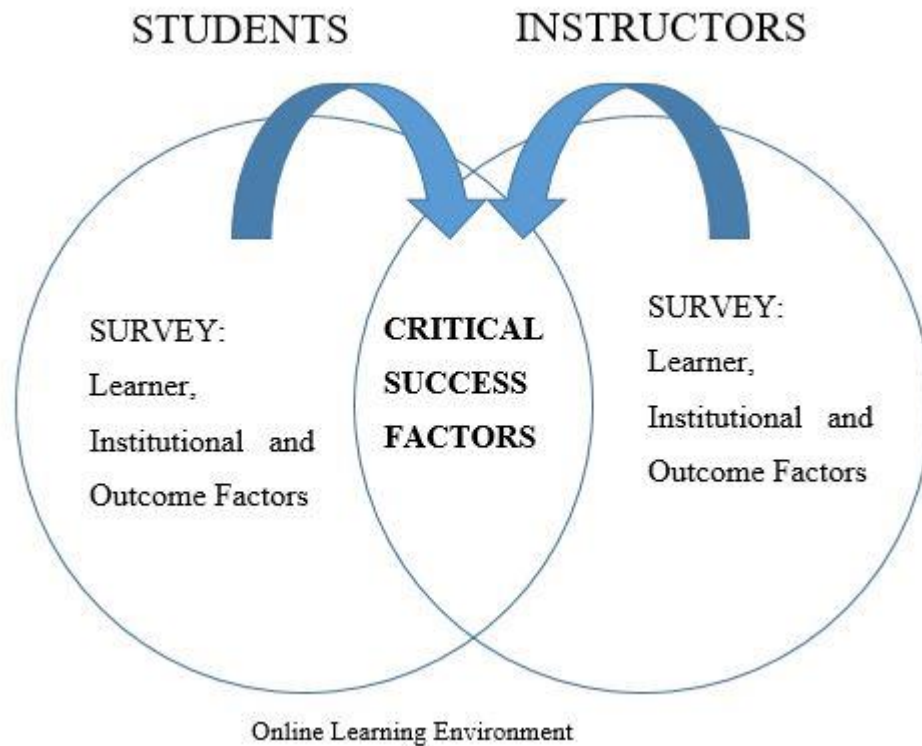 STUDENTS
INSTRUCTORS
SURVEY:
Learner,
Institutional and
Outcome Factors
CRITICAL
SUCCESS
FACTORS
SURVEY:
Learner,
Institutional and
Outcome Factors
Online Learning Environment